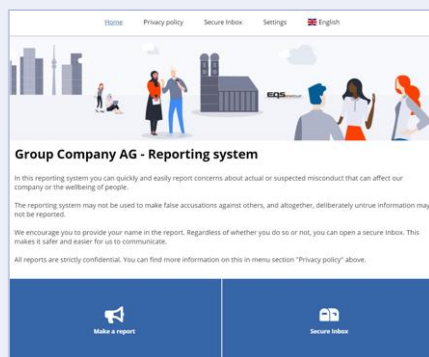 Home Privacy policy Secure Inbox Settings English
EQS
Group Company AG - Reporting system
In this reporting system you can quickly and easily report concerns about actual or suspected misconduct that can affect our
company or the wellbeing of people.
The reporting system may not be used to make false accusations against others, and altogether, deliberately untrue information may
not be reported.
We encourage you to provide your name in the report. Regardless of whether you do so or not, you can open a secure Inbox. This
makes it safer and easier for us to communicate.
All reports are strictly confidential. You can find more information on this in menu section "Privacy policy" above.
Make a report Secure Inbox